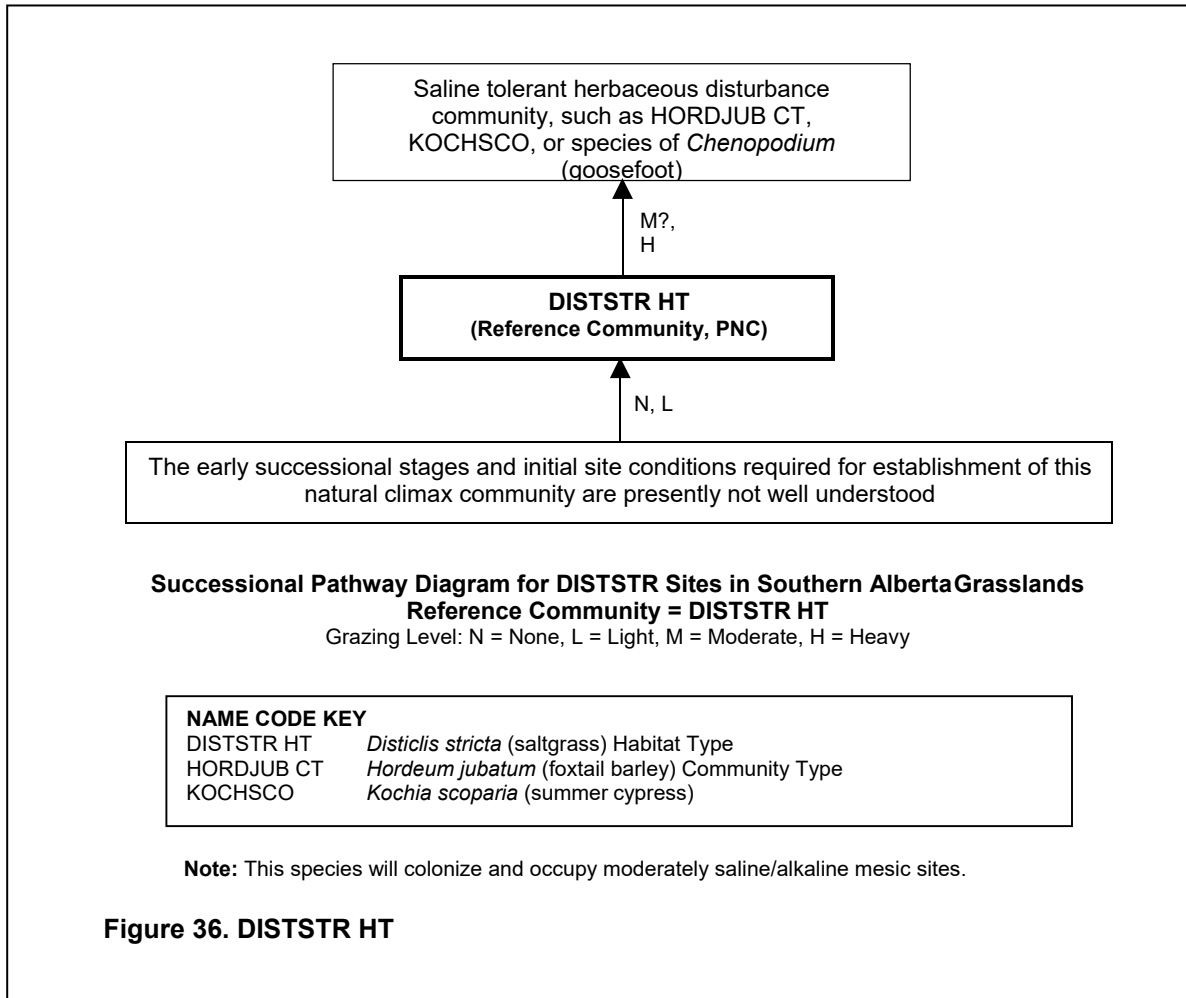 Saline tolerant herbaceous disturbance
community, such as HORDJUB CT,
KOCHSCO, or species of Chenopodium
(goosefoot)
M?,
H
DISTSTR HT
(Reference Community, PNC)
N, L
The early successional stages and initial site conditions required for establishment of this
natural climax community are presently not well understood
Successional Pathway Diagram for DISTSTR Sites in Southern AlbertaGrasslands
Reference Community = DISTSTR HT
Grazing Level: N = None, L = Light, M = Moderate, H = Heavy
NAME CODE KEY
DISTSTR HT Disticlis stricta (saltgrass) Habitat Type
HORDJUB CT Hordeum jubatum (foxtail barley) Community Type
KOCHSCO Kochia scoparia (summer cypress)
Note: This species will colonize and occupy moderately saline/alkaline mesic sites.
Figure 36. DISTSTR HT